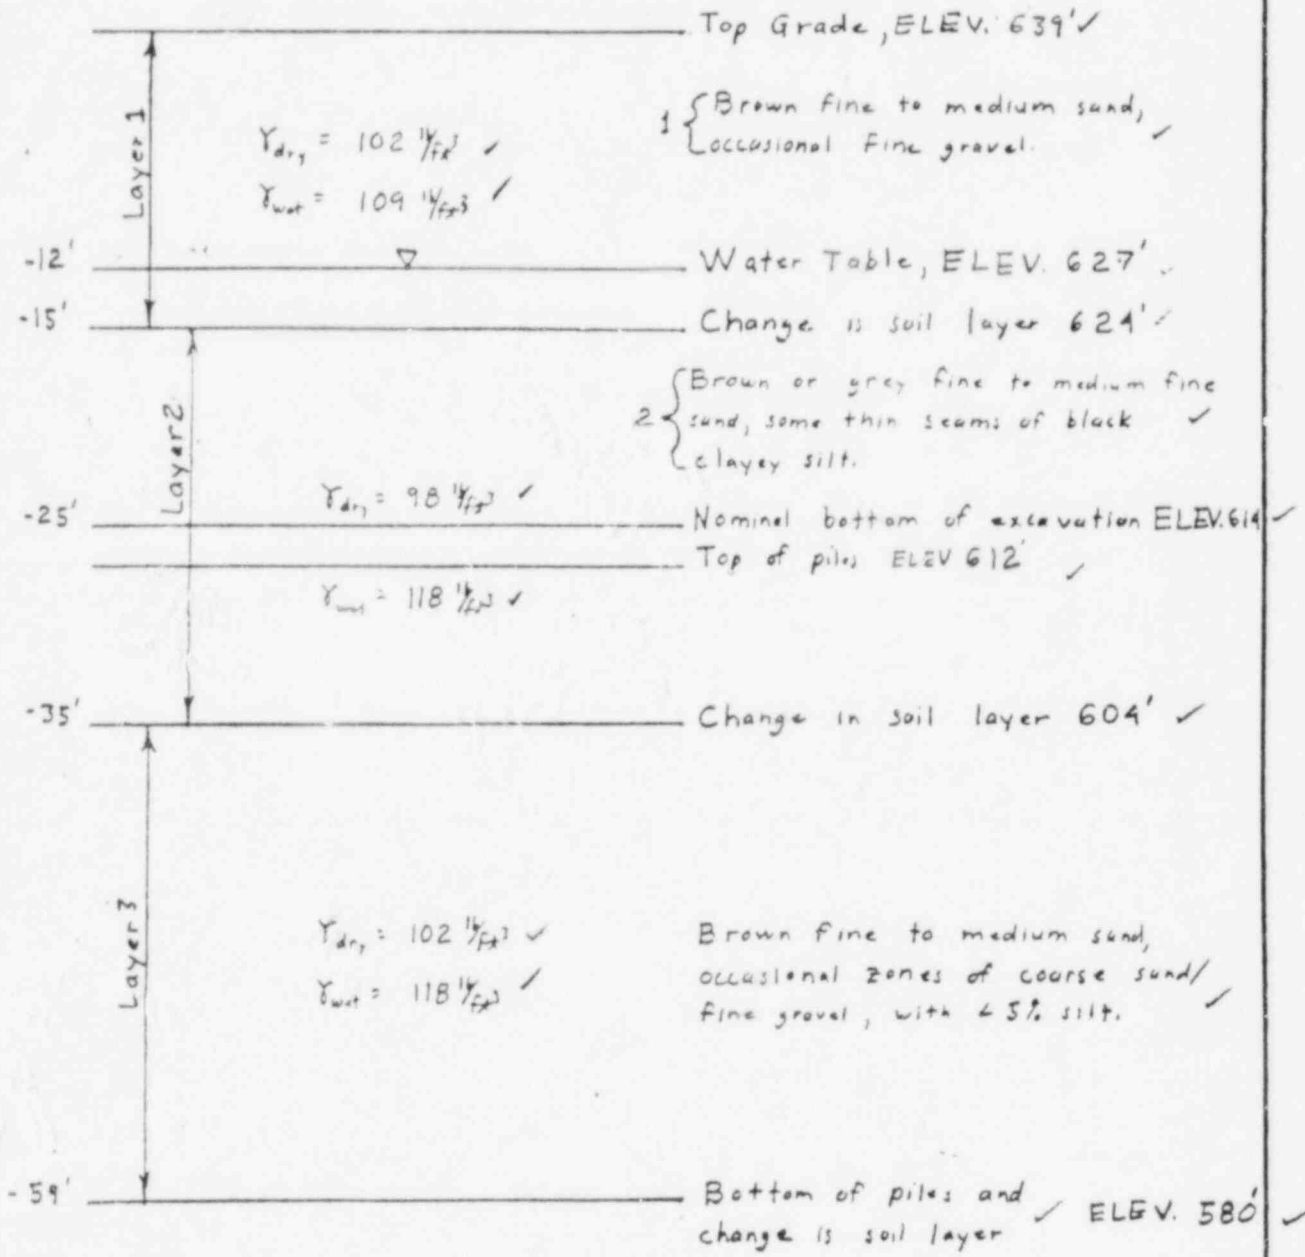 Top Grade, ELEV. 639' ✓
Layer 1
γdry = 102 lb/ft3 ✓
γwet = 109 lb/ft3 ✓
1 { Brown fine to medium sand,
occasional fine gravel. ✓
-12'
Water Table, ELEV. 627'
-15'
Change is soil layer 624' ✓
Layer 2
2 { Brown or grey fine to medium fine
sand, some thin seams of black ✓
clayey silt.
γdry = 98 lb/ft3 ✓
-25'
Nominal bottom of excavation ELEV. 614 ✓
Top of piles ELEV 612' ✓
γwet = 118 lb/ft3 ✓
-35'
Change in soil layer 604' ✓
Layer 3
γdry = 102 lb/ft3 ✓
γwet = 118 lb/ft3 ✓
Brown fine to medium sand,
occasional zones of course sand/
fine gravel, with < 5% silt. ✓
-59'
Bottom of piles and ✓ ELEV. 580' ✓
change is soil layer